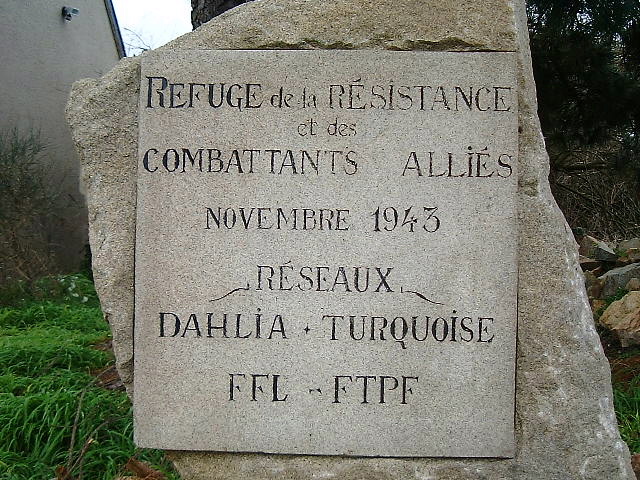 REFUGE de la RÉSISTANCE
et des
COMBATTANTS ALLIÉS
NOVEMBRE 1943
RÉSEAUX
DAHLIA - TURQUOISE
FFL - FTPF